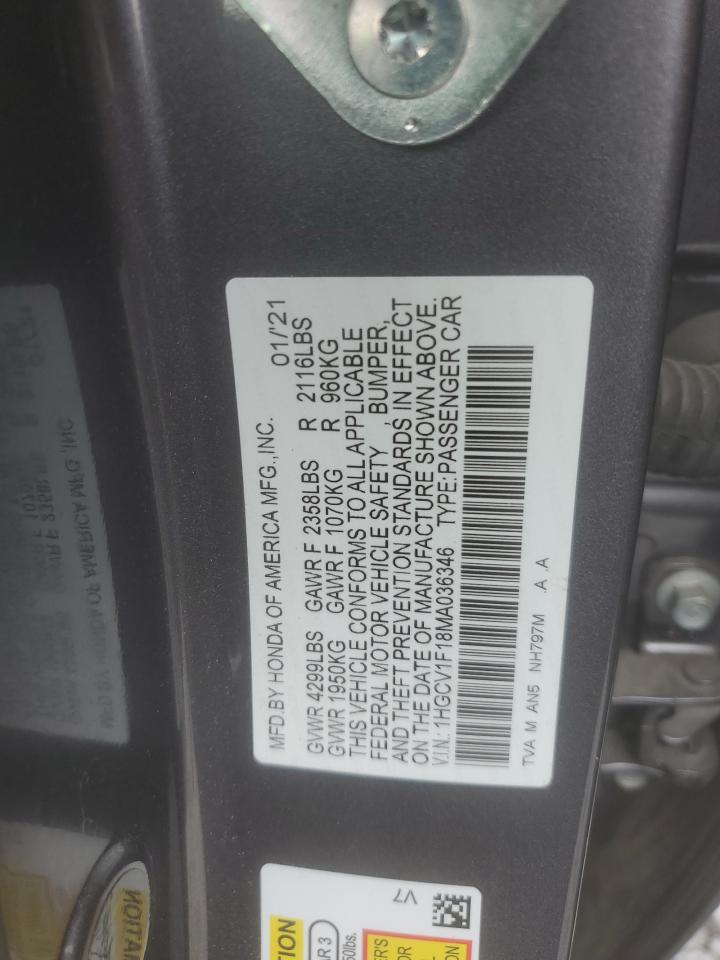 MFD.BY HONDA OF AMERICA MFG.,INC. 01/'21
GVWR 4299LBS GAWR F 2358LBS R 2116LBS
GVWR 1950KG GAWR F 1070KG R 960KG
THIS VEHICLE CONFORMS TO ALL APPLICABLE
FEDERAL MOTOR VEHICLE SAFETY , BUMPER,
AND THEFT PREVENTION STANDARDS IN EFFECT
ON THE DATE OF MANUFACTURE SHOWN ABOVE.
V.I.N.: 1HGCV1F18MA036346 TYPE:PASSENGER CAR
TVA M AN5 NH797M .A .A
V7